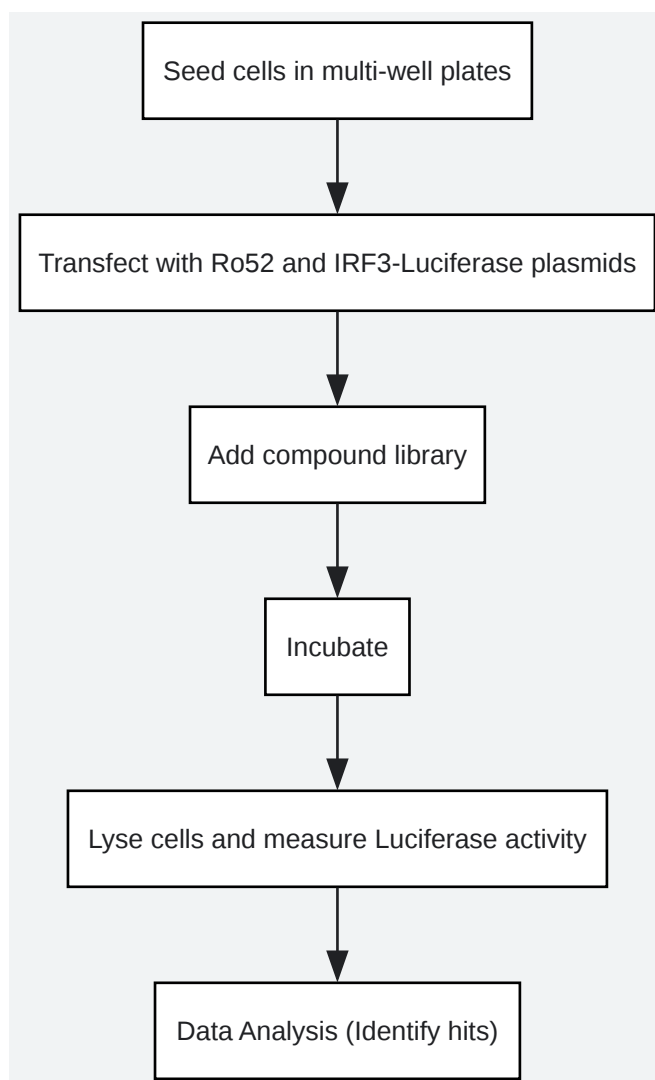 Seed cells in multi-well plates
Transfect with Ro52 and IRF3-Luciferase plasmids
Add compound library
Incubate
Lyse cells and measure Luciferase activity
Data Analysis (Identify hits)